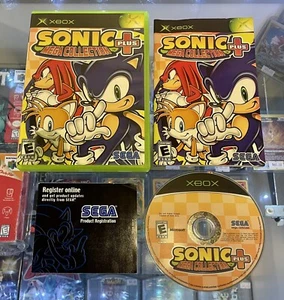 XBOX
SONIC
MEGA COLLECTION
PLUS
E
SEGA
XBOX
SONIC
MEGA COLLECTION
PLUS
E
SEGA
Register online
and get product updates
directly from SEGA!
SEGA
Product Registration
XBOX
SONIC
MEGA COLLECTION
PLUS
E
SEGA